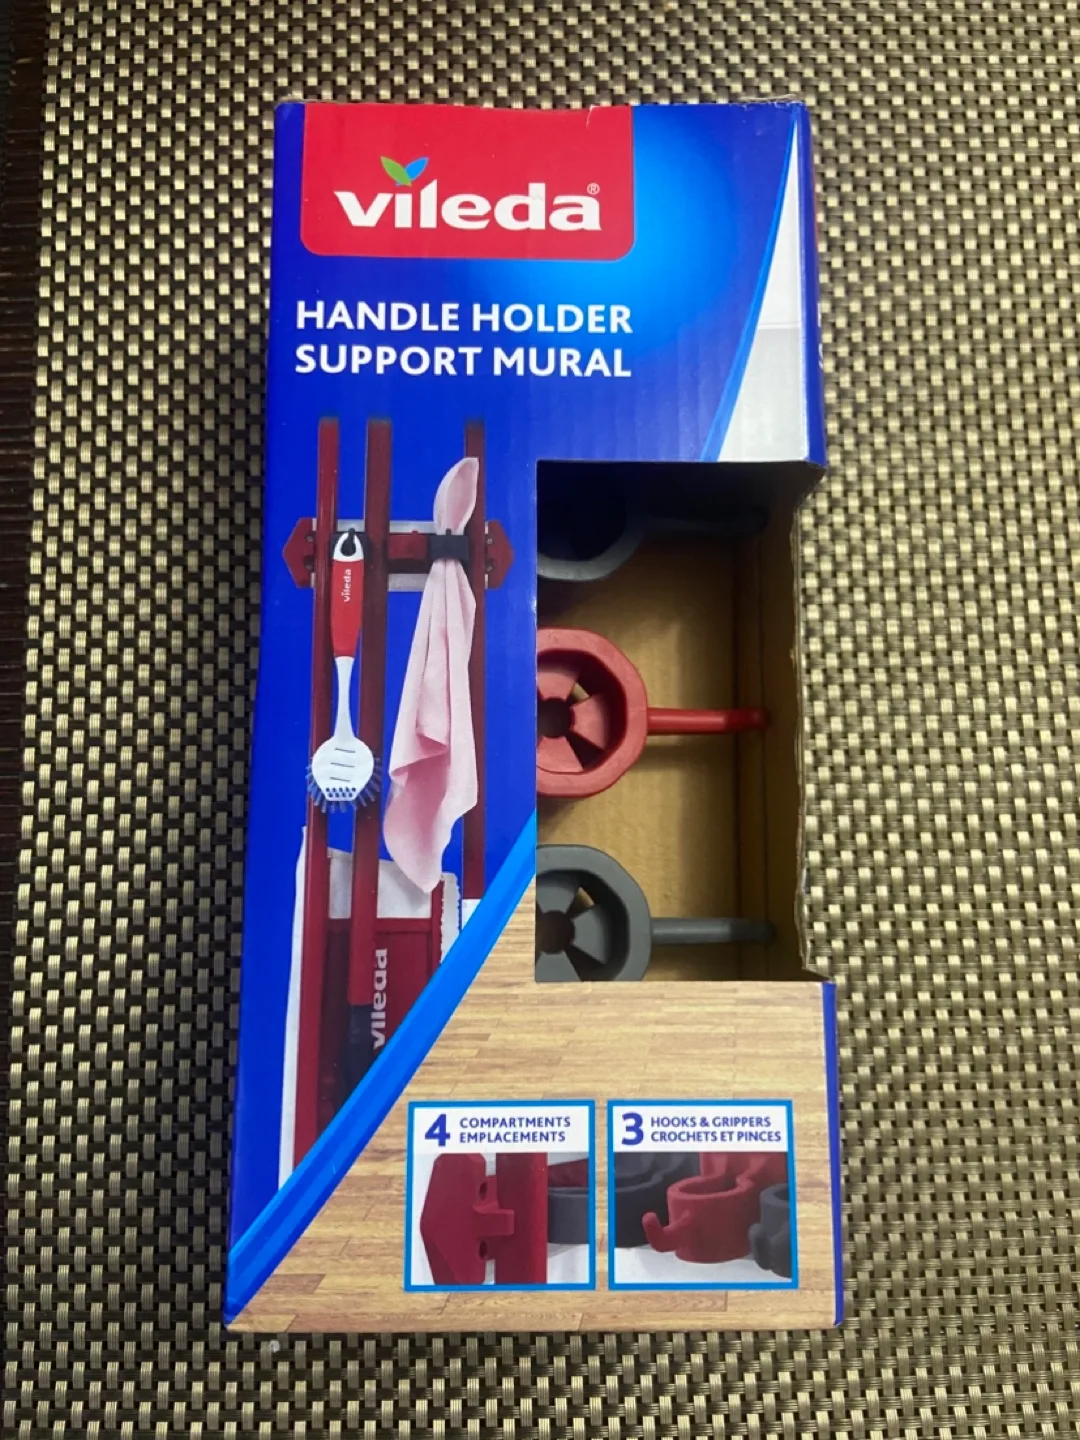 vileda®
HANDLE HOLDER
SUPPORT MURAL
vileda
vileda
4 COMPARTMENTS
EMPLACEMENTS
3 HOOKS & GRIPPERS
CROCHETS ET PINCES